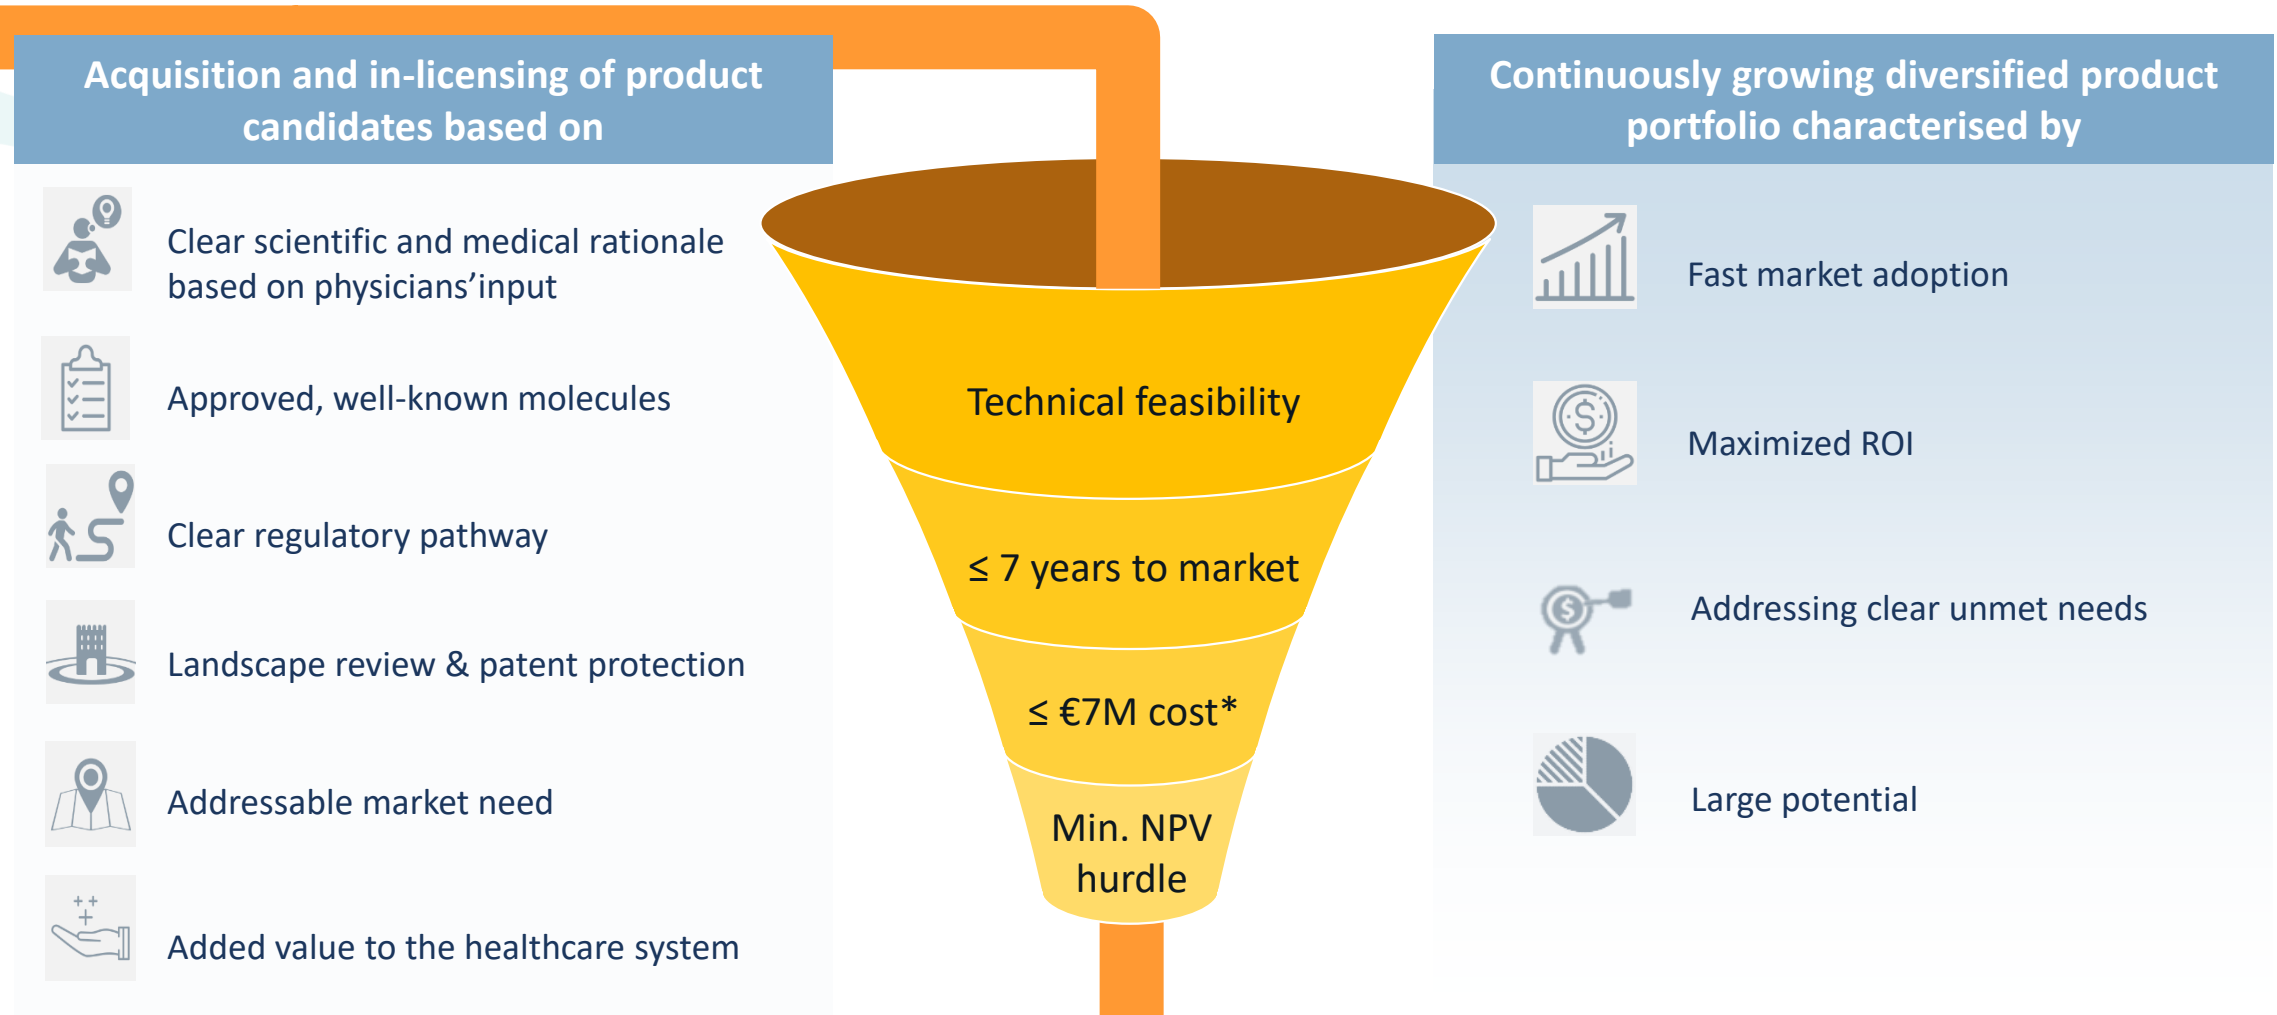 Acquisition and in-licensing of product
candidates based on
Clear scientific and medical rationale
based on physicians’input
Approved, well-known molecules
Clear regulatory pathway
Landscape review & patent protection
Addressable market need
Added value to the healthcare system
Technical feasibility
≤ 7 years to market
≤ €7M cost*
Min. NPV
hurdle
Continuously growing diversified product
portfolio characterised by
Fast market adoption
Maximized ROI
Addressing clear unmet needs
Large potential